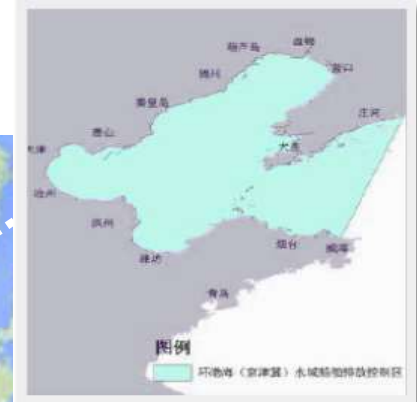 葫芦岛
盘锦
锦州
营口
秦皇岛
庄河
唐山
大连
天津
沧州
滨州
烟台
威海
潍坊
青岛
图例
环渤海（京津冀）水域船舶排放控制区